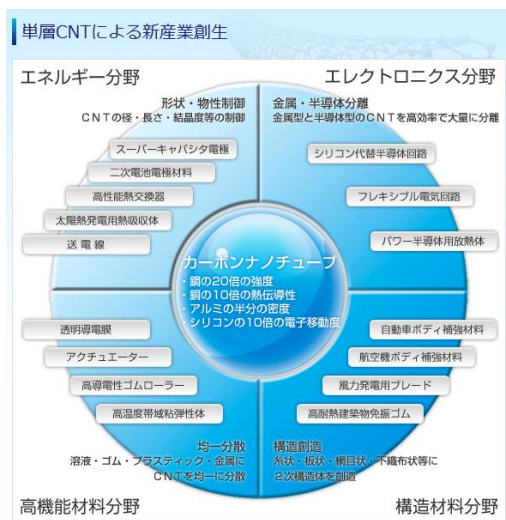 単層CNTによる新産業創生
エネルギー分野
エレクトロニクス分野
形状・物性制御
CNTの径・長さ・結晶度等の制御
金属・半導体分離
金属型と半導体型のCNTを高効率で大量に分離
スーパーキャパシタ電極
二次電池電極材料
高性能熱交換器
太陽熱発電用熱吸収体
送電線
シリコン代替半導体回路
フレキシブル電気回路
パワー半導体用放熱体
カーボンナノチューブ
・鋼の20倍の強度
・銅の10倍の熱伝導性
・アルミの半分の密度
・シリコンの10倍の電子移動度
透明導電膜
アクチュエーター
高導電性ゴムローラー
高温度帯域粘弾性体
自動車ボディ補強材料
航空機ボディ補強材料
風力発電用ブレード
高耐熱建築物免振ゴム
均一分散
溶液・ゴム・プラスティック・金属に
CNTを均一に分散
構造創造
糸状・板状・網目状・不織布状等に
2次構造体を創造
高機能材料分野
構造材料分野